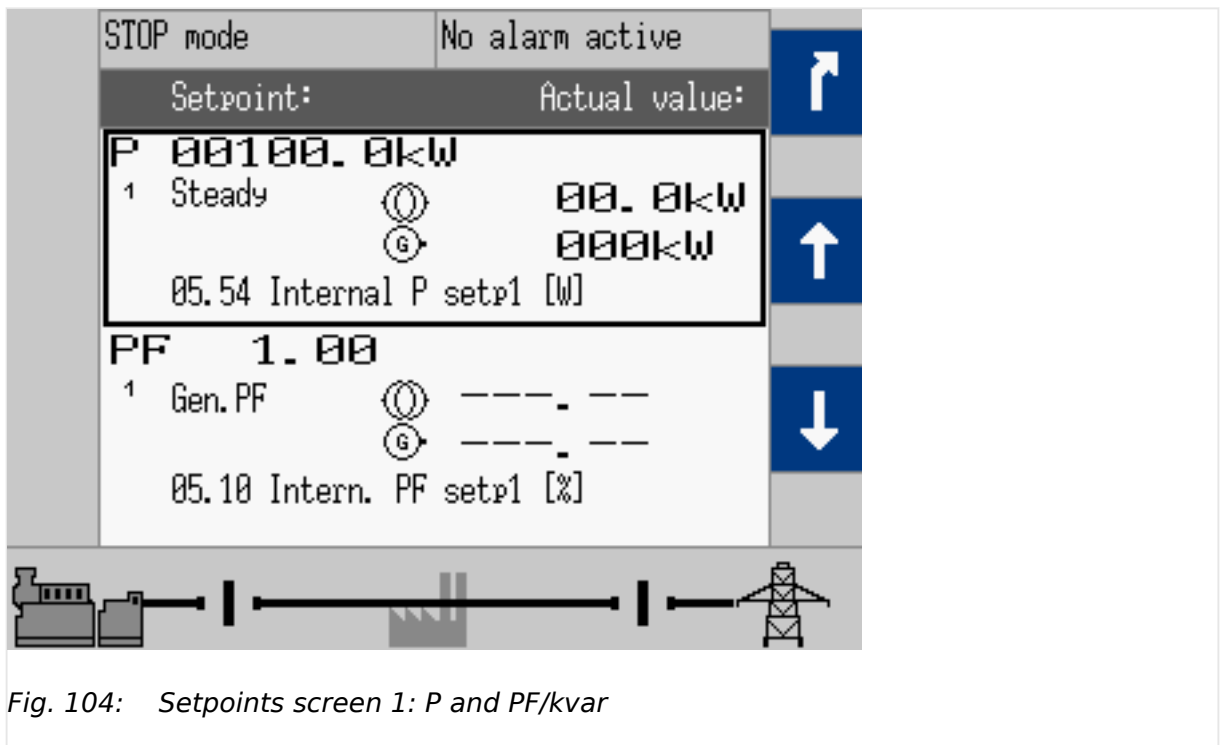 STOP mode No alarm active
Setpoint: Actual value:
P 00100.0kW
1 Steady 00.0kW
G 000kW
05.54 Internal P setp1 [W]
PF 1.00
1 Gen.PF ---.--
G ---.--
05.10 Intern. PF setp1 [%]
Fig. 104: Setpoints screen 1: P and PF/kvar